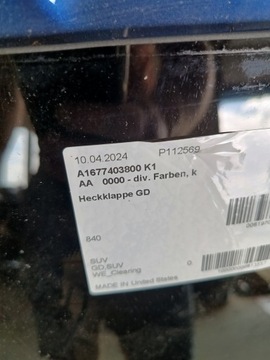 10.04.2024 P112569
A1677403800 K1
AA 0000 - div. Farben, k
Heckklappe GD
840
SUV
GD,SUV
WE_Clearing
MADE IN United States